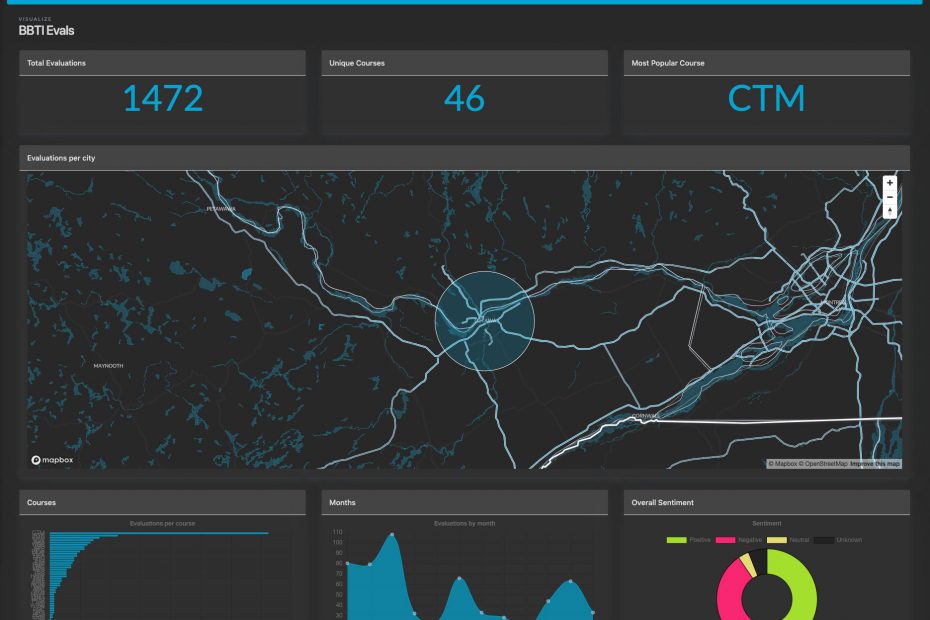 VISUALIZE
BBTI Evals
Total Evaluations
Unique Courses
Most Popular Course
1472
46
CTM
Evaluations per city
PETAWAWA
MONTREAL
MAYNOOTH
CORNWALL
mapbox
© Mapbox © OpenStreetMap Improve this map
Courses
Months
Overall Sentiment
Evaluations per course
Evaluations by month
Sentiment
Positive Negative Neutral Unknown
110
100
90
80
70
60
50
40
30